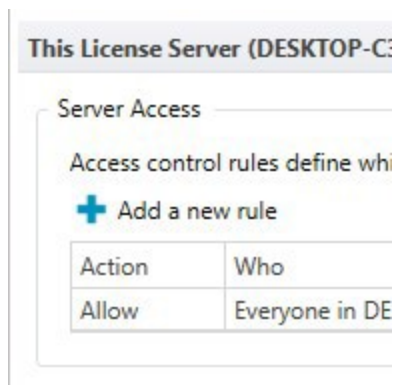 This License Server (DESKTOP-C3
Server Access
Access control rules define whi
Add a new rule
Action Who
Allow Everyone in DE